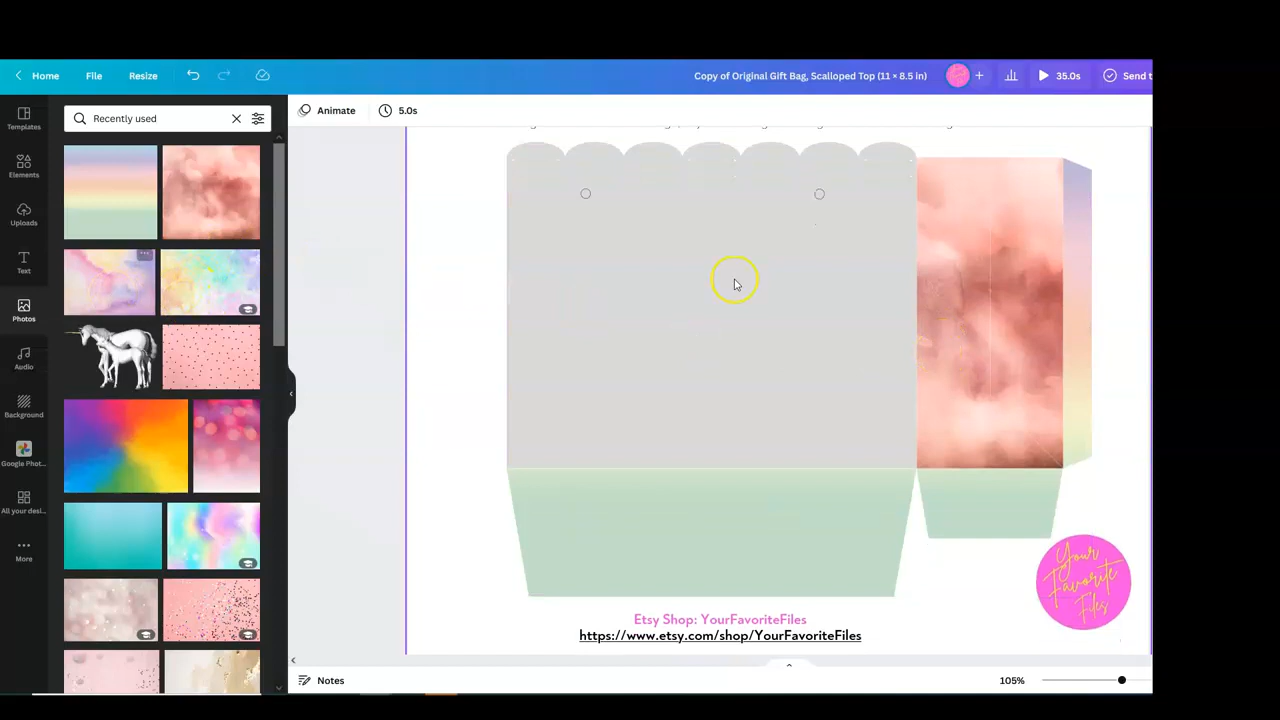 Home File Resize Copy of Original Gift Bag, Scalloped Top (11 × 8.5 in) 35.0s Send t
Templates
Elements
Uploads
Text
Photos
Audio
Background
Google Phot...
All your desi...
More
Recently used
Animate 5.0s
Your
Favorite
Files
Etsy Shop: YourFavoriteFiles
https://www.etsy.com/shop/YourFavoriteFiles
Notes 105%